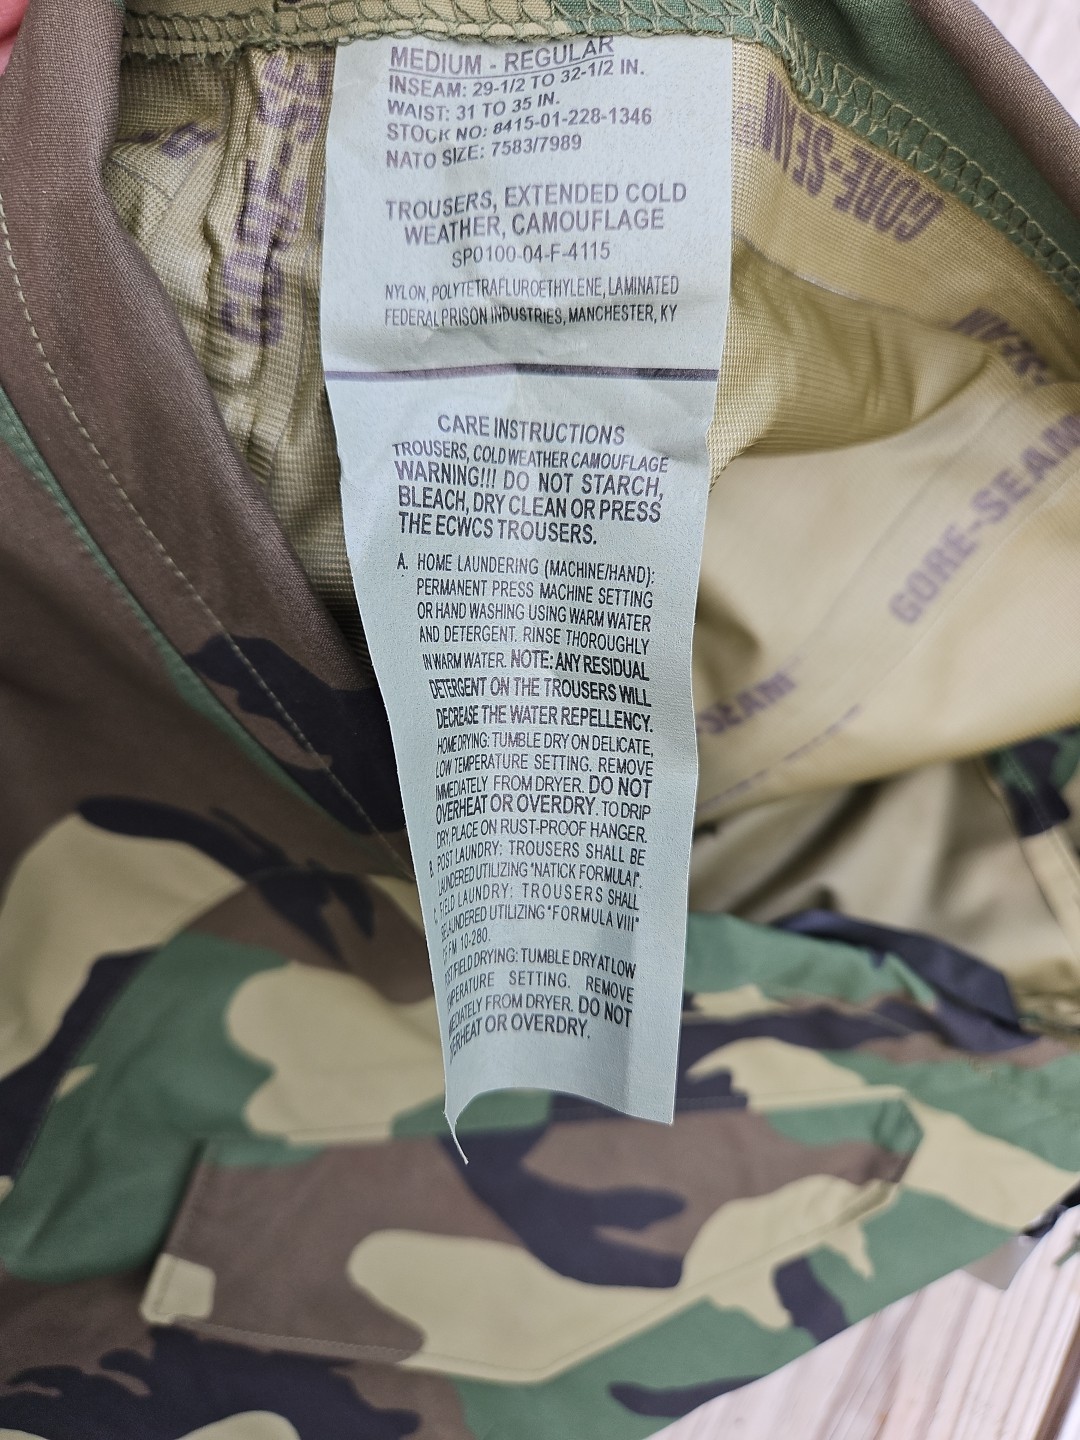 MEDIUM - REGULAR
INSEAM: 29-1/2 TO 32-1/2 IN.
WAIST: 31 TO 35 IN.
STOCK NO: 8415-01-228-1346
NATO SIZE: 7583/7989
TROUSERS, EXTENDED COLD
WEATHER, CAMOUFLAGE
SP0100-04-F-4115
NYLON, POLYTETRAFLUROETHYLENE, LAMINATED
FEDERAL PRISON INDUSTRIES, MANCHESTER, KY
CARE INSTRUCTIONS
TROUSERS, COLD WEATHER CAMOUFLAGE
WARNING!!! DO NOT STARCH,
BLEACH, DRY CLEAN OR PRESS
THE ECWCS TROUSERS.
A. HOME LAUNDERING (MACHINE/HAND):
PERMANENT PRESS MACHINE SETTING
OR HAND WASHING USING WARM WATER
AND DETERGENT. RINSE THOROUGHLY
IN WARM WATER. NOTE: ANY RESIDUAL
DETERGENT ON THE TROUSERS WILL
DECREASE THE WATER REPELLENCY.
HOME DRYING: TUMBLE DRY ON DELICATE,
LOW TEMPERATURE SETTING. REMOVE
IMMEDIATELY FROM DRYER. DO NOT
OVERHEAT OR OVERDRY. TO DRIP
DRY, PLACE ON RUST-PROOF HANGER.
B. POST LAUNDRY: TROUSERS SHALL BE
LAUNDERED UTILIZING "NATICK FORMULA I".
C. FIELD LAUNDRY: TROUSERS SHALL
BE LAUNDERED UTILIZING "FORMULA VIII"
OF FM 10-280.
POST/FIELD DRYING: TUMBLE DRY AT LOW
TEMPERATURE SETTING. REMOVE
IMMEDIATELY FROM DRYER. DO NOT
OVERHEAT OR OVERDRY.
GORE-SE
GORE-SEAM
-SEAM
GORE-SEAM
-SEAM